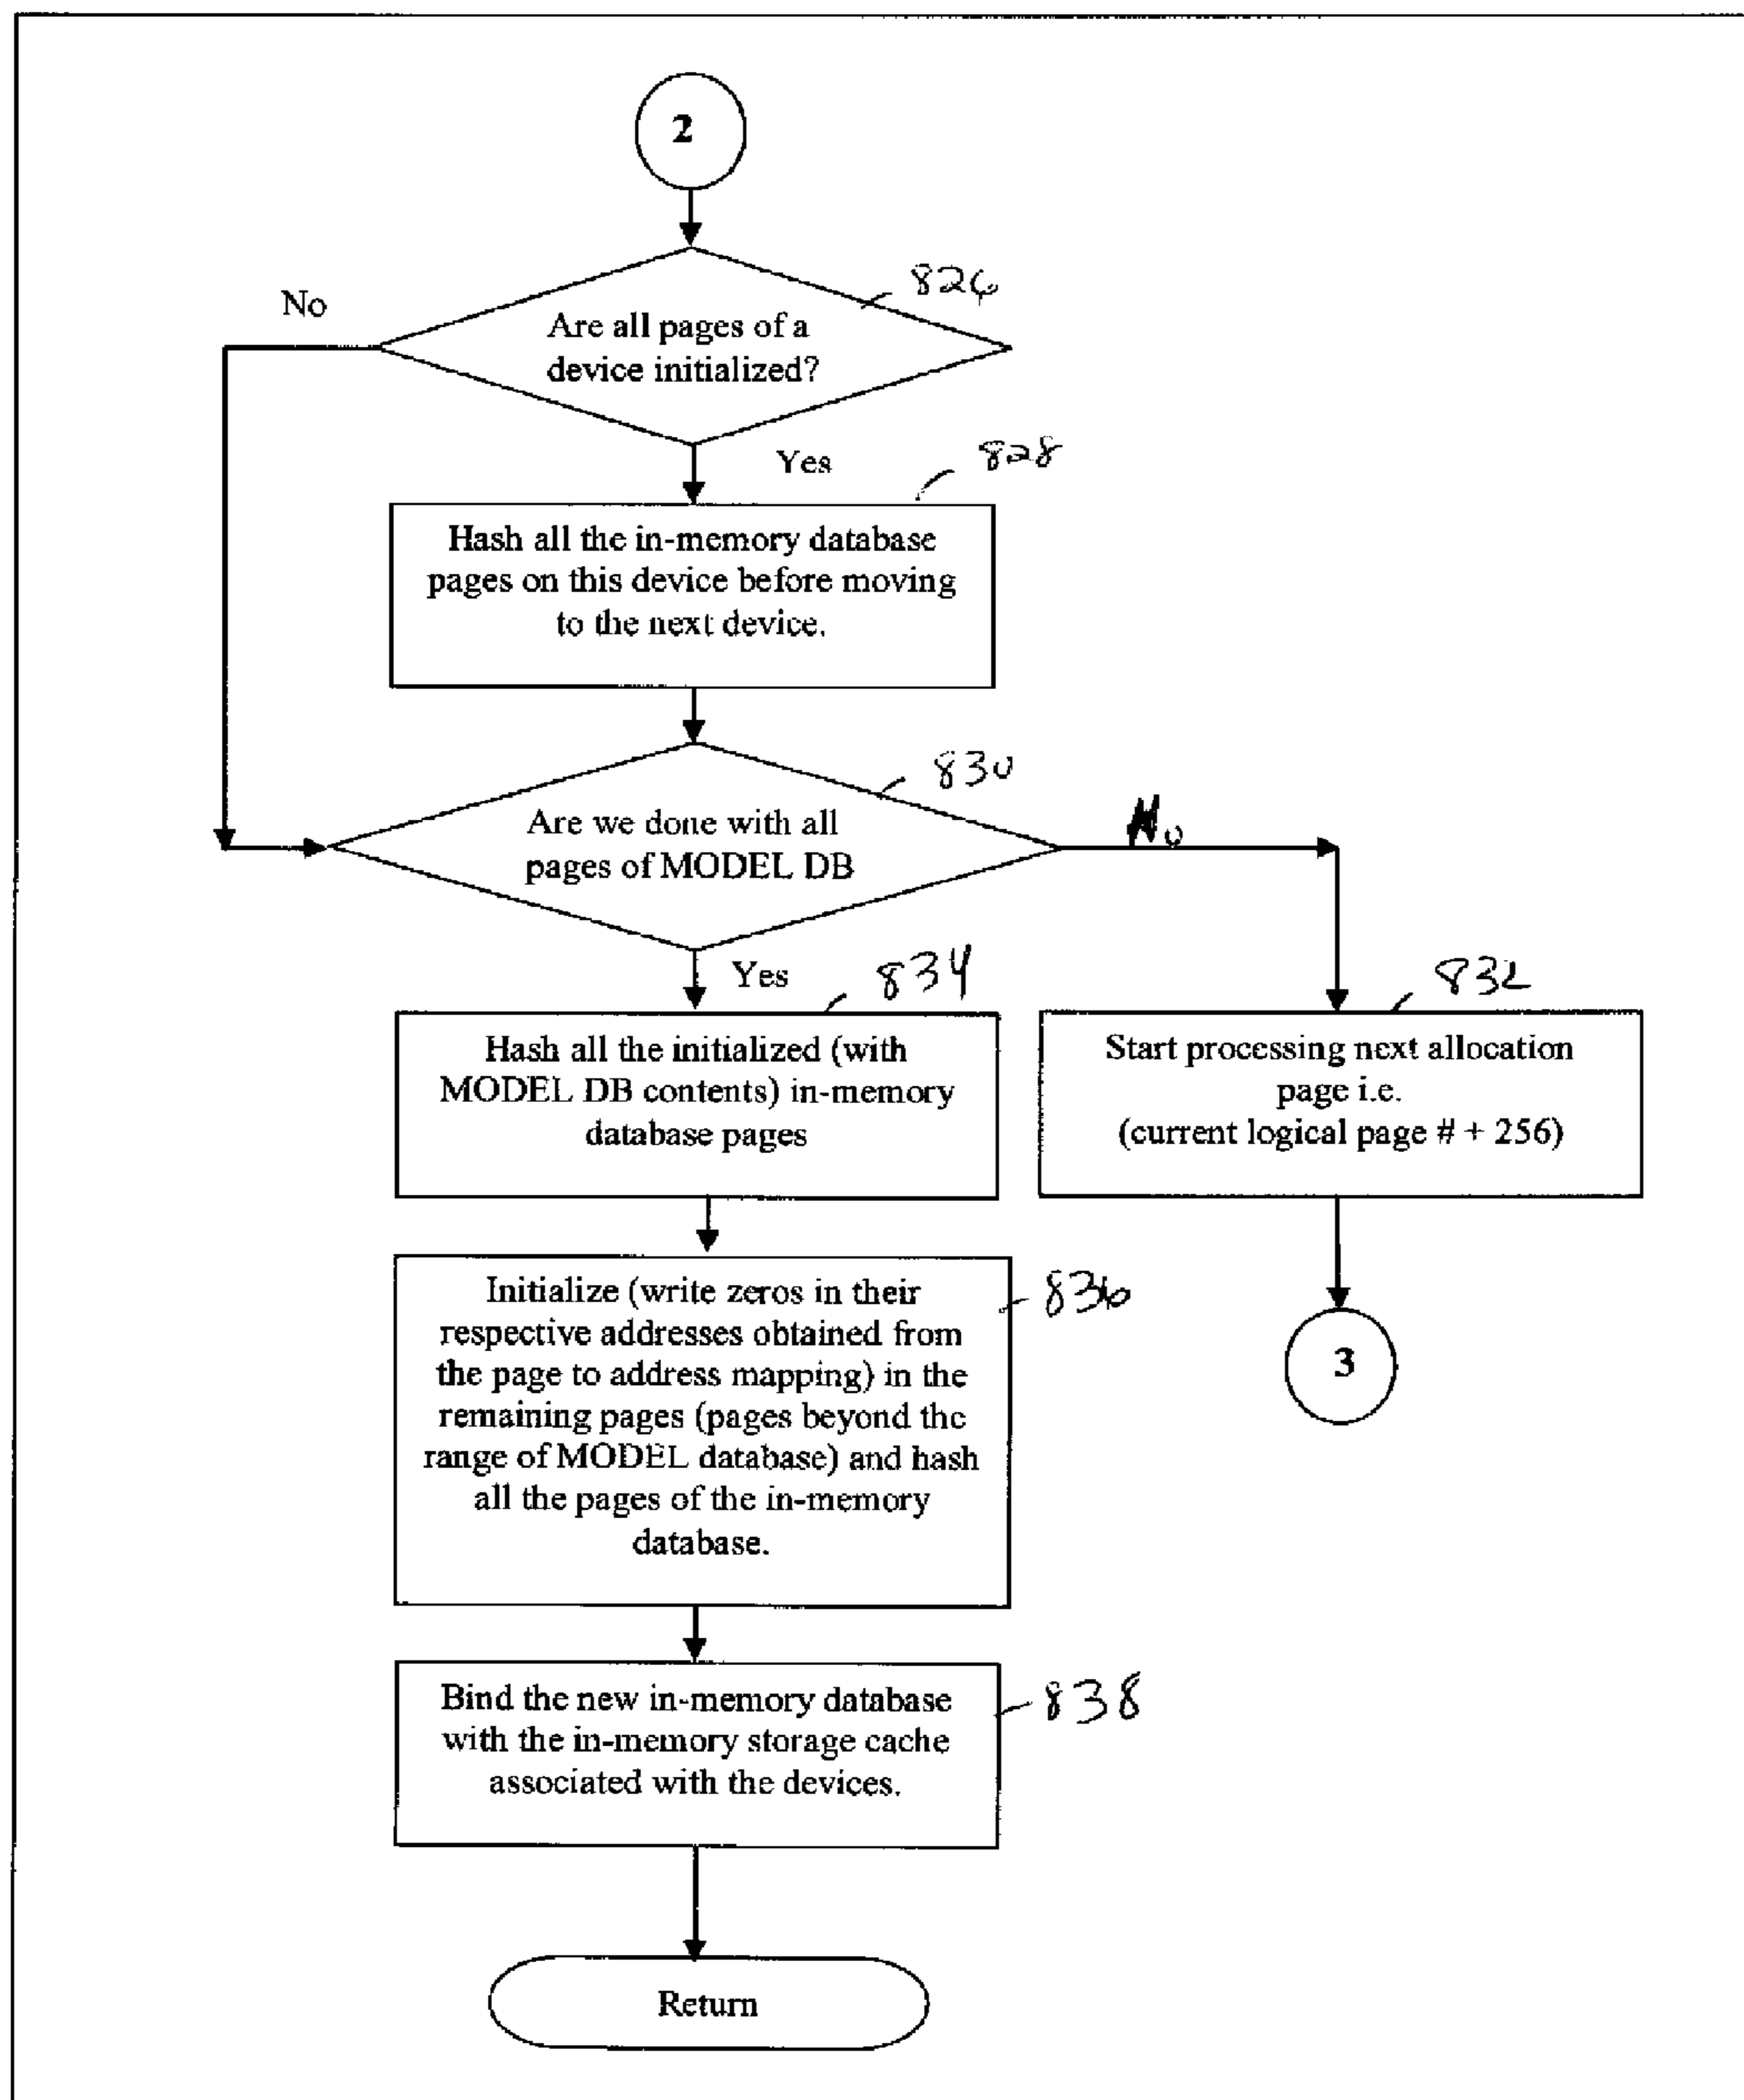 2
826
No
Are all pages of a
device initialized?
Yes
828
Hash all the in-memory database
pages on this device before moving
to the next device.
830
No
Are we done with all
pages of MODEL DB
Yes
834
832
Hash all the initialized (with
MODEL DB contents) in-memory
database pages
Start processing next allocation
page i.e.
(current logical page # + 256)
836
Initialize (write zeros in their
respective addresses obtained from
the page to address mapping) in the
remaining pages (pages beyond the
range of MODEL database) and hash
all the pages of the in-memory
database.
3
838
Bind the new in-memory database
with the in-memory storage cache
associated with the devices.
Return